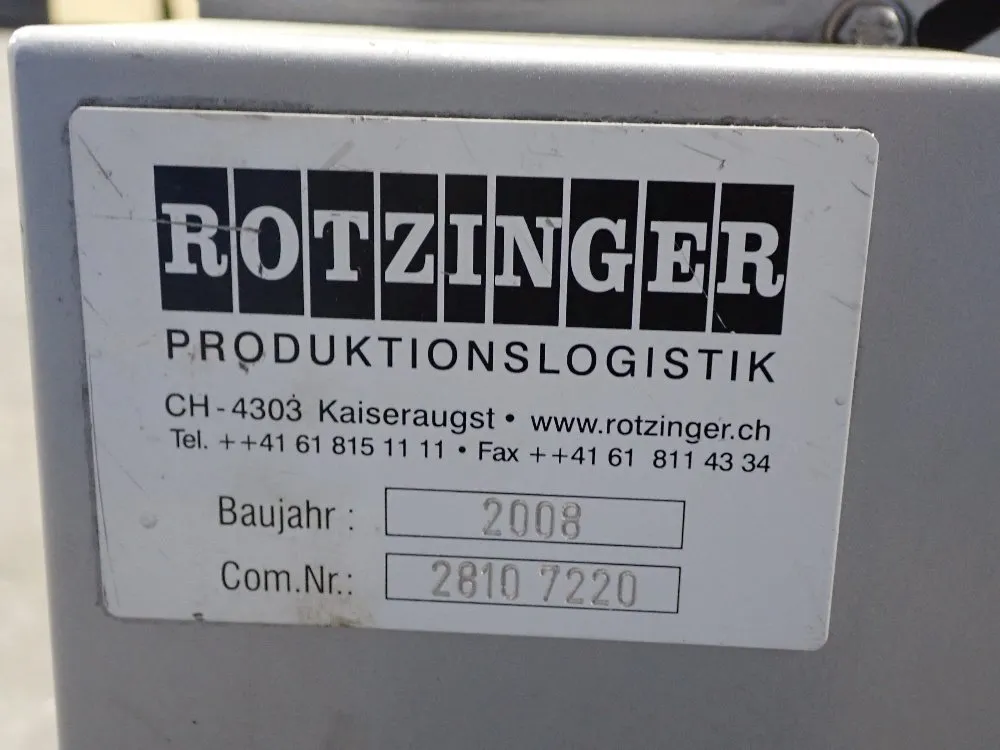 ROTZINGER
PRODUKTIONSLOGISTIK
CH - 4303 Kaiseraugst • www.rotzinger.ch
Tel. ++41 61 815 11 11 • Fax ++41 61 811 43 34
Baujahr : 2008
Com.Nr.: 2810 7220